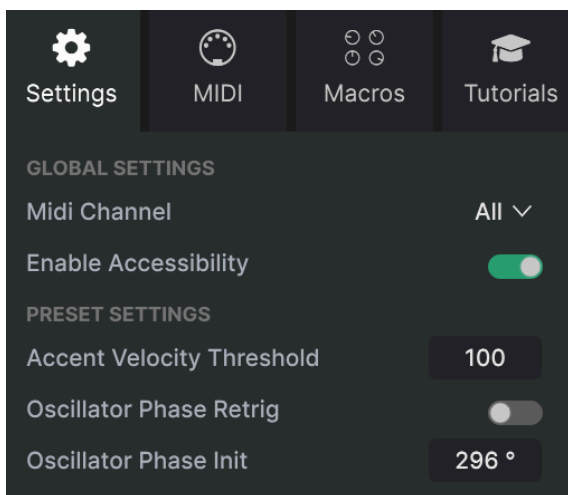 Settings MIDI Macros Tutorials
GLOBAL SETTINGS
Midi Channel All
Enable Accessibility
PRESET SETTINGS
Accent Velocity Threshold 100
Oscillator Phase Retrig
Oscillator Phase Init 296 °